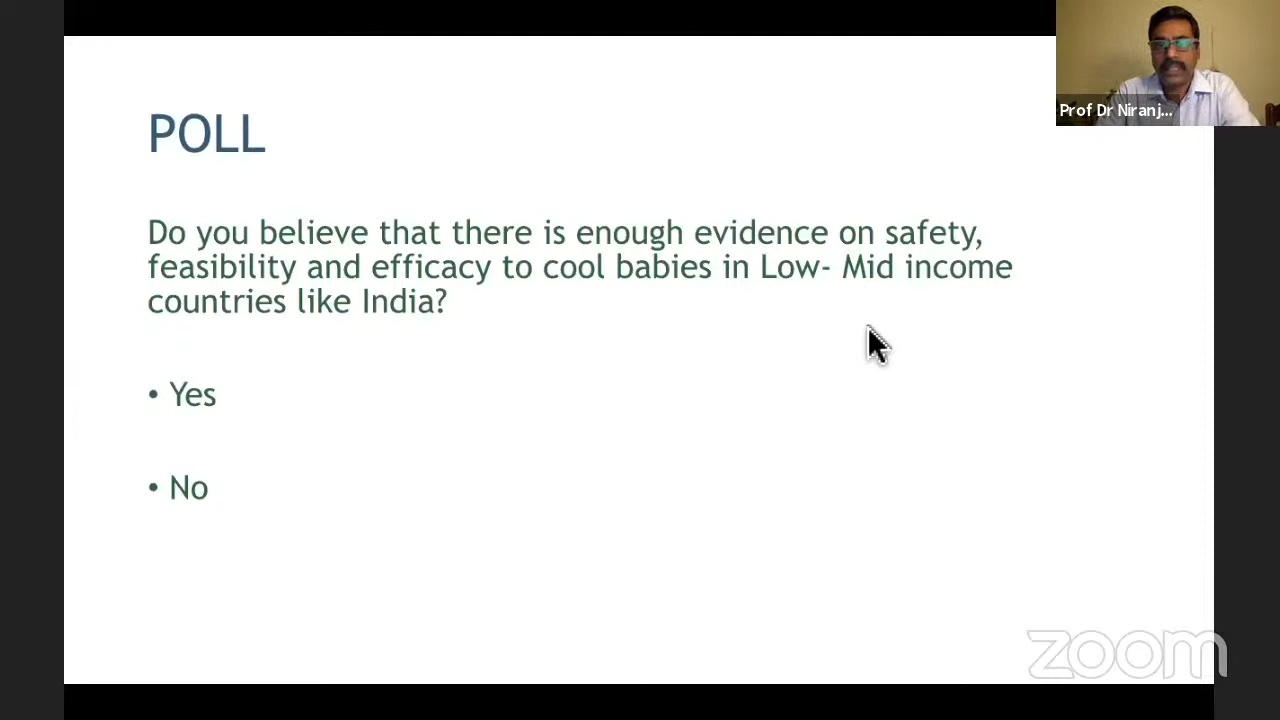 POLL
Do you believe that there is enough evidence on safety,
feasibility and efficacy to cool babies in Low- Mid income
countries like India?
• Yes
• No
Prof Dr Niranj...
zoom